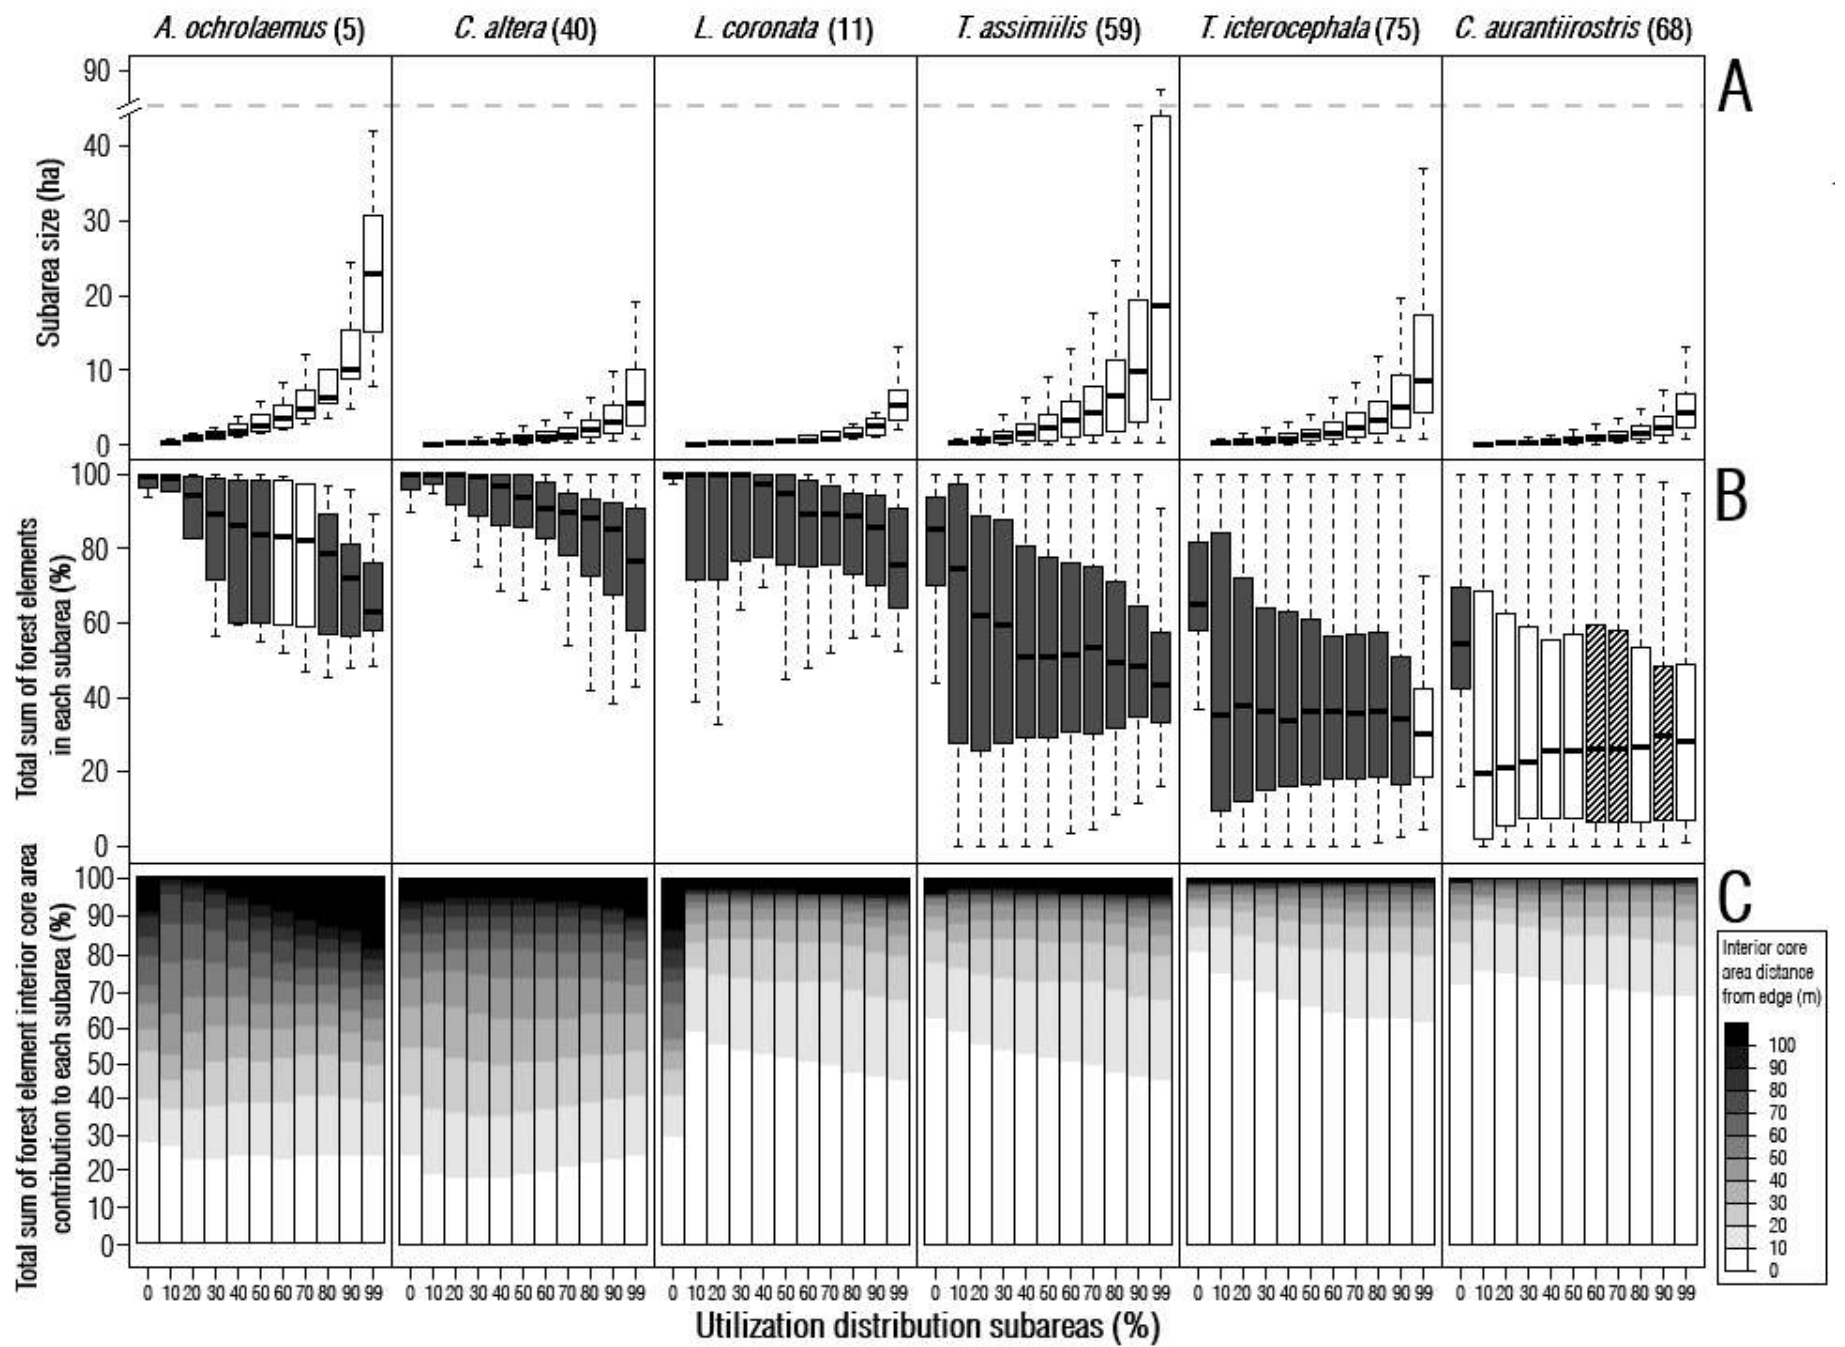 A. ochrolaemus (5) C. altera (40) L. coronata (11) T. assimiilis (59) T. icterocephala (75) C. aurantiirostris (68)
A
Subarea size (ha)
90
40
30
20
10
0
B
Total sum of forest elements
in each subarea (%)
100
80
60
40
20
0
C
Total sum of forest element interior core area
contribution to each subarea (%)
100
90
80
70
60
50
40
30
20
10
0
Interior core
area distance
from edge (m)
100
90
80
70
60
50
40
30
20
10
0
0 10 20 30 40 50 60 70 80 90 99 0 10 20 30 40 50 60 70 80 90 99 0 10 20 30 40 50 60 70 80 90 99 0 10 20 30 40 50 60 70 80 90 99 0 10 20 30 40 50 60 70 80 90 99 0 10 20 30 40 50 60 70 80 90 99
Utilization distribution subareas (%)